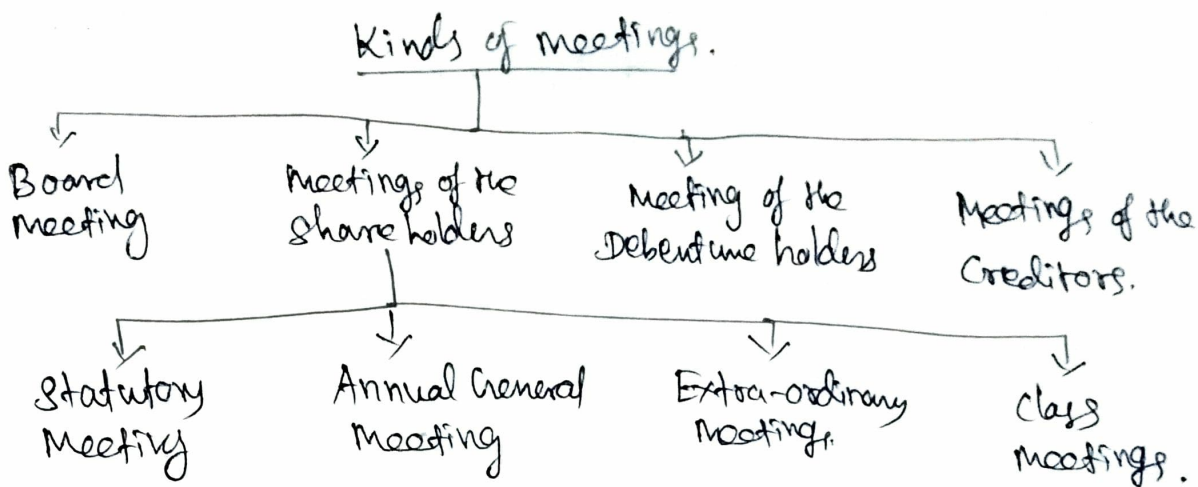 Kinds of meetings.
Board
meeting
meetings of the
Share holders
Meeting of the
Debenture holders
Meetings of the
Creditors.
Statutory
Meeting
Annual General
Meeting
Extra-ordinary
Meetings.
Class
meetings.